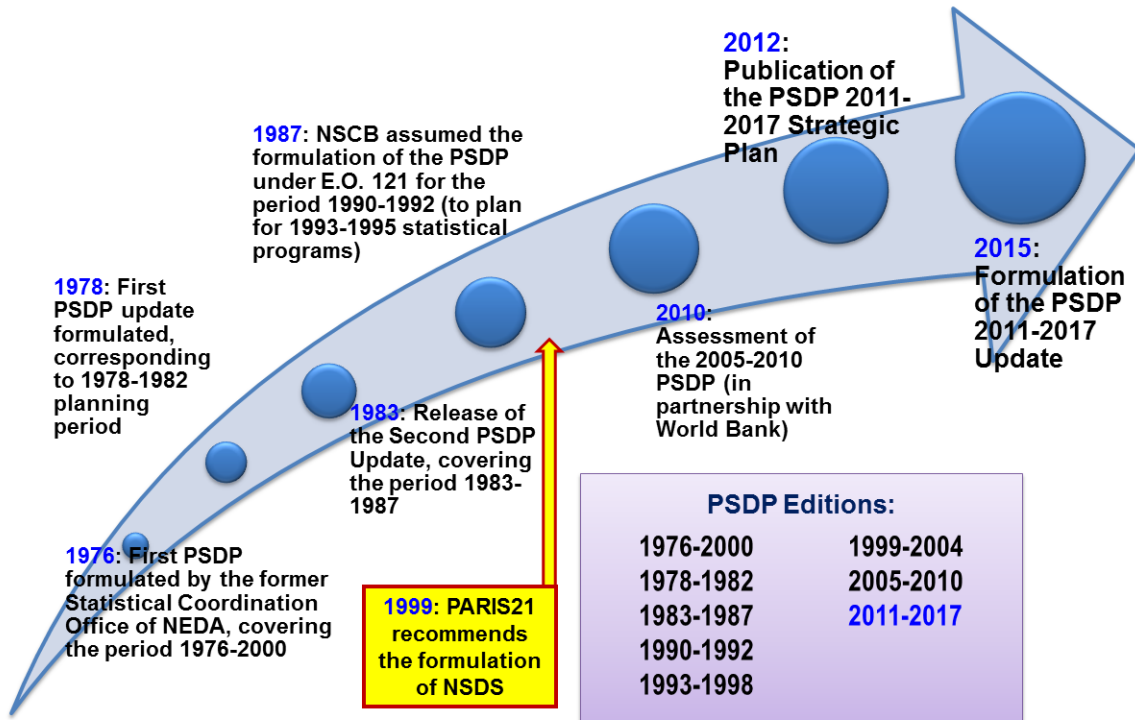 2012:
Publication of
the PSDP 2011-
2017 Strategic
Plan
1987: NSCB assumed the
formulation of the PSDP
under E.O. 121 for the
period 1990-1992 (to plan
for 1993-1995 statistical
programs)
2015:
Formulation
of the PSDP
2011-2017
Update
1978: First
PSDP update
formulated,
corresponding
to 1978-1982
planning
period
2010:
Assessment of
the 2005-2010
PSDP (in
partnership with
World Bank)
1983: Release of
the Second PSDP
Update, covering
the period 1983-
1987
1976: First PSDP
formulated by the former
Statistical Coordination
Office of NEDA, covering
the period 1976-2000
1999: PARIS21
recommends
the formulation
of NSDS
PSDP Editions:
1976-2000
1978-1982
1983-1987
1990-1992
1993-1998
1999-2004
2005-2010
2011-2017